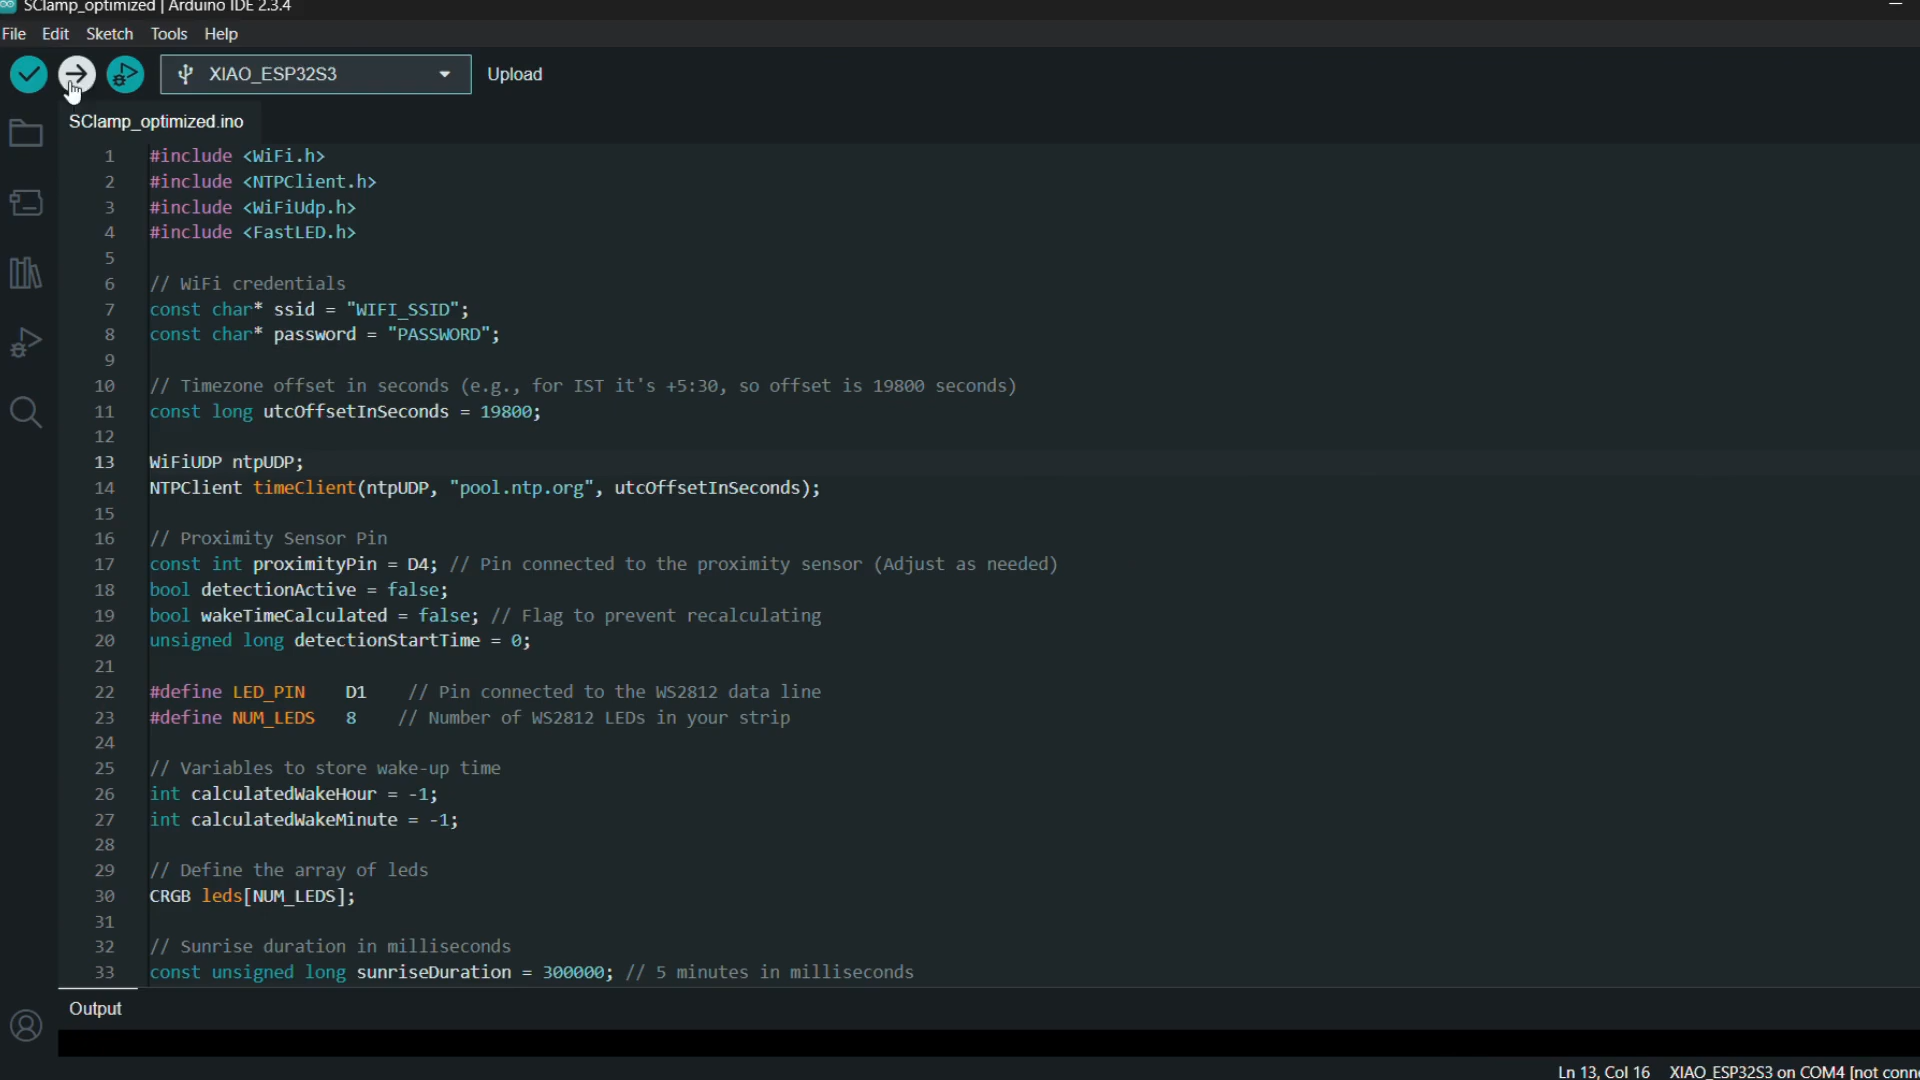 SClamp_optimized | Arduino IDE 2.3.4
File Edit Sketch Tools Help
XIAO_ESP32S3 Upload
SClamp_optimized.ino
1 #include <WiFi.h>
2 #include <NTPClient.h>
3 #include <WiFiUdp.h>
4 #include <FastLED.h>
5
6 // WiFi credentials
7 const char* ssid = "WIFI_SSID";
8 const char* password = "PASSWORD";
9
10 // Timezone offset in seconds (e.g., for IST it's +5:30, so offset is 19800 seconds)
11 const long utcOffsetInSeconds = 19800;
12
13 WiFiUDP ntpUDP;
14 NTPClient timeClient(ntpUDP, "pool.ntp.org", utcOffsetInSeconds);
15
16 // Proximity Sensor Pin
17 const int proximityPin = D4; // Pin connected to the proximity sensor (Adjust as needed)
18 bool detectionActive = false;
19 bool wakeTimeCalculated = false; // Flag to prevent recalculating
20 unsigned long detectionStartTime = 0;
21
22 #define LED_PIN D1 // Pin connected to the WS2812 data line
23 #define NUM_LEDS 8 // Number of WS2812 LEDs in your strip
24
25 // Variables to store wake-up time
26 int calculatedWakeHour = -1;
27 int calculatedWakeMinute = -1;
28
29 // Define the array of leds
30 CRGB leds[NUM_LEDS];
31
32 // Sunrise duration in milliseconds
33 const unsigned long sunriseDuration = 300000; // 5 minutes in milliseconds
Output
Ln 13, Col 16 XIAO_ESP32S3 on COM4 [not conne